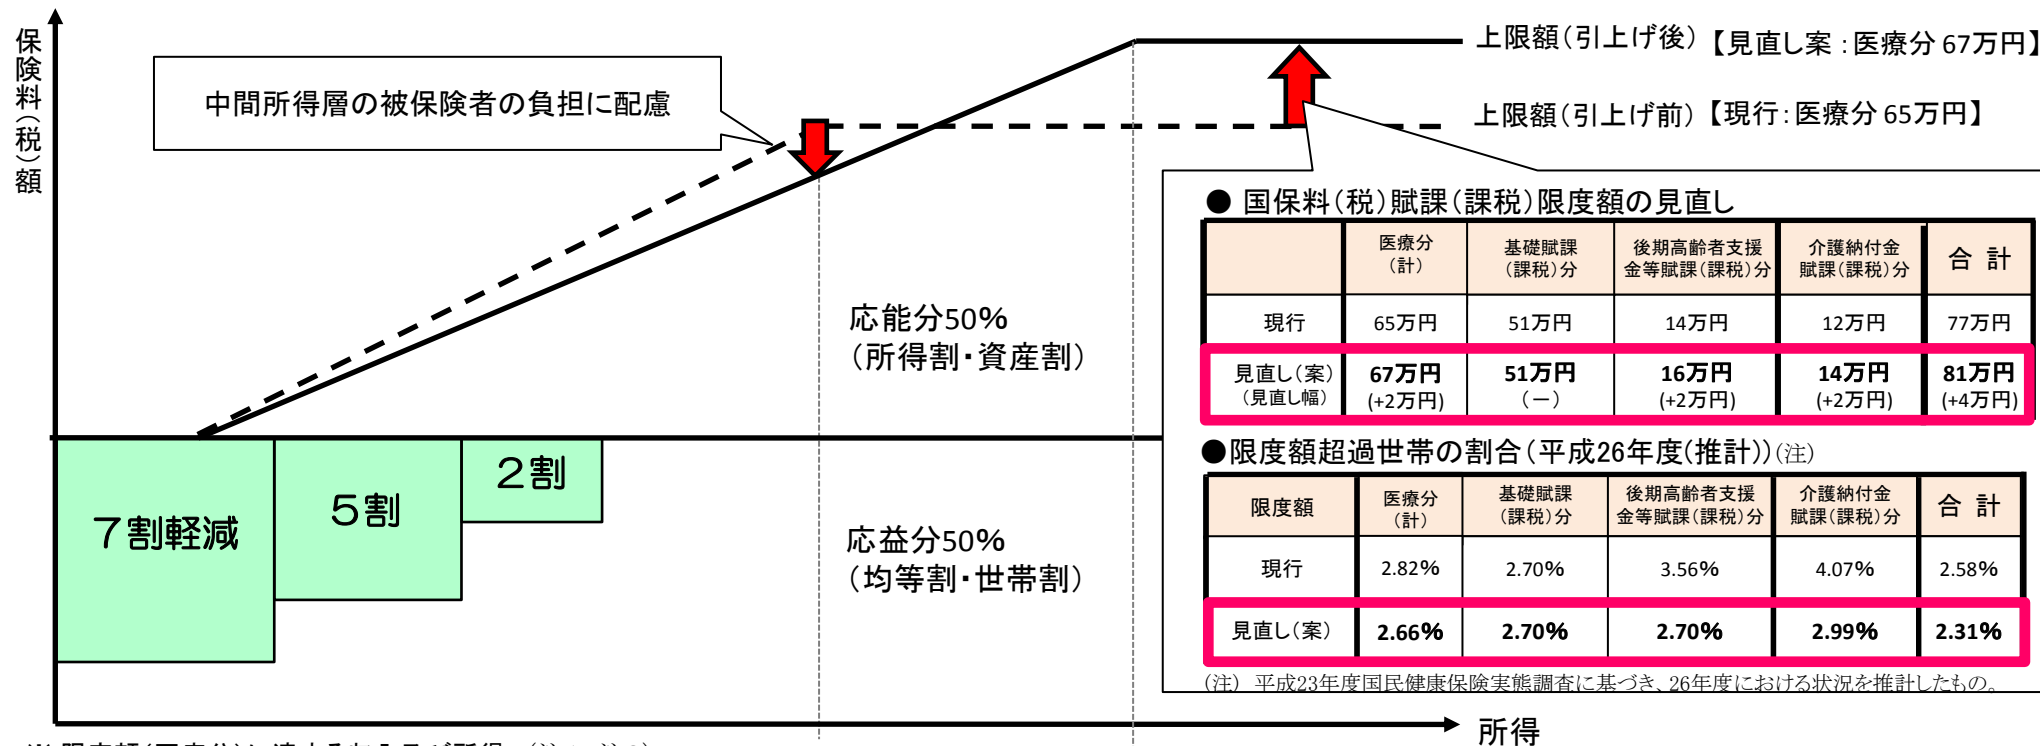 保険料(税)額
中間所得層の被保険者の負担に配慮
上限額(引上げ後)【見直し案：医療分 67万円】
上限額(引上げ前)【現行：医療分 65万円】
応能分50%
(所得割・資産割)
応益分50%
(均等割・世帯割)
7割軽減
5割
2割
● 国保料(税)賦課(課税)限度額の見直し
医療分(計) 基礎賦課(課税)分 後期高齢者支援金等賦課(課税)分 介護納付金賦課(課税)分 合 計
現行 65万円 51万円 14万円 12万円 77万円
見直し(案) 67万円 51万円 16万円 14万円 81万円
(見直し幅) (+2万円) (－) (+2万円) (+2万円) (+4万円)
●限度額超過世帯の割合(平成26年度(推計))(注)
限度額 医療分(計) 基礎賦課(課税)分 後期高齢者支援金等賦課(課税)分 介護納付金賦課(課税)分 合 計
現行 2.82% 2.70% 3.56% 4.07% 2.58%
見直し(案) 2.66% 2.70% 2.70% 2.99% 2.31%
(注) 平成23年度国民健康保険実態調査に基づき、26年度における状況を推計したもの。
所得